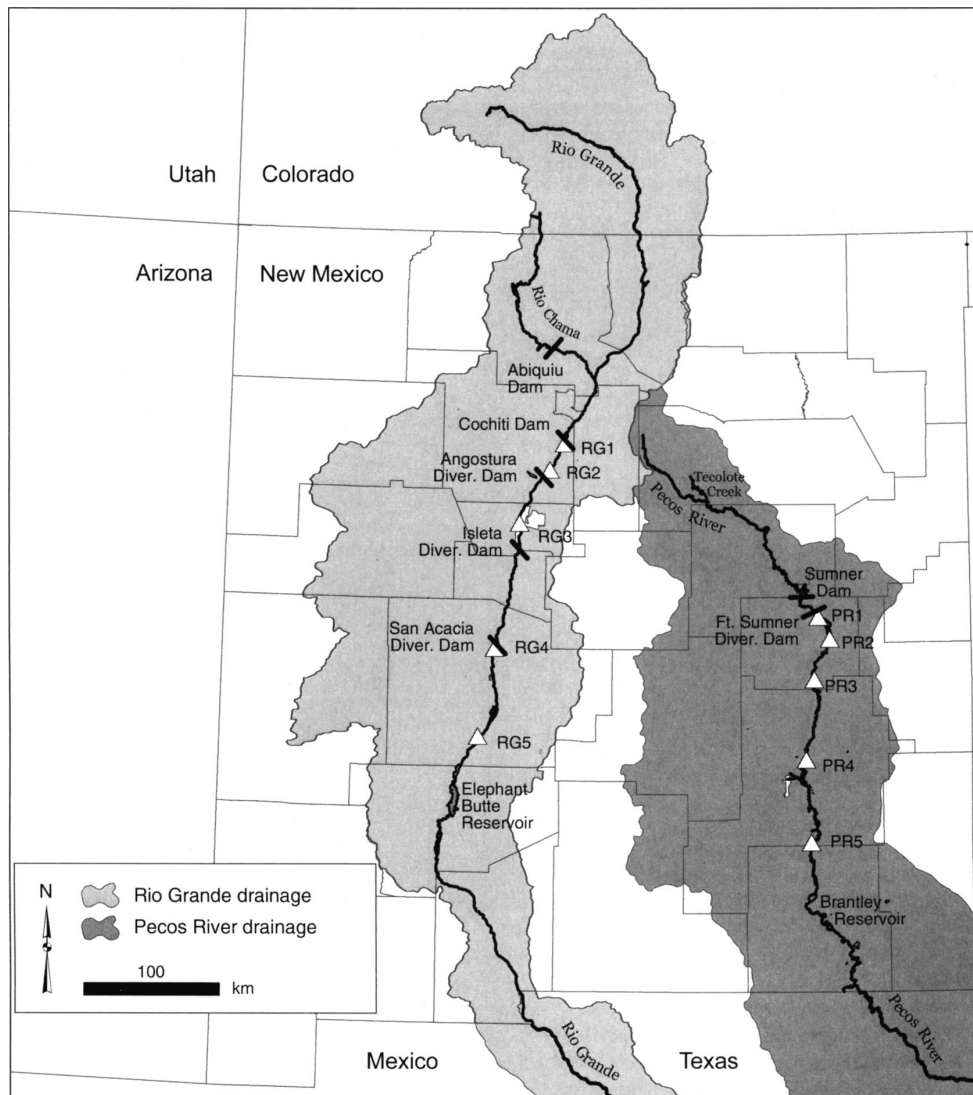 Rio Grande
Utah
Colorado
Arizona
New Mexico
Rio Chama
Abiquiu
Dam
Cochiti Dam
RG1
Angostura
Diver. Dam
RG2
Tecolote
Creek
Pecos River
Isleta
Diver. Dam
RG3
Sumner
Dam
Ft. Sumner
Diver. Dam
PR1
PR2
San Acacia
Diver. Dam
RG4
PR3
RG5
PR4
Elephant
Butte
Reservoir
PR5
Brantley
Reservoir
N
Rio Grande drainage
Pecos River drainage
100
km
Rio Grande
Pecos River
Mexico
Texas